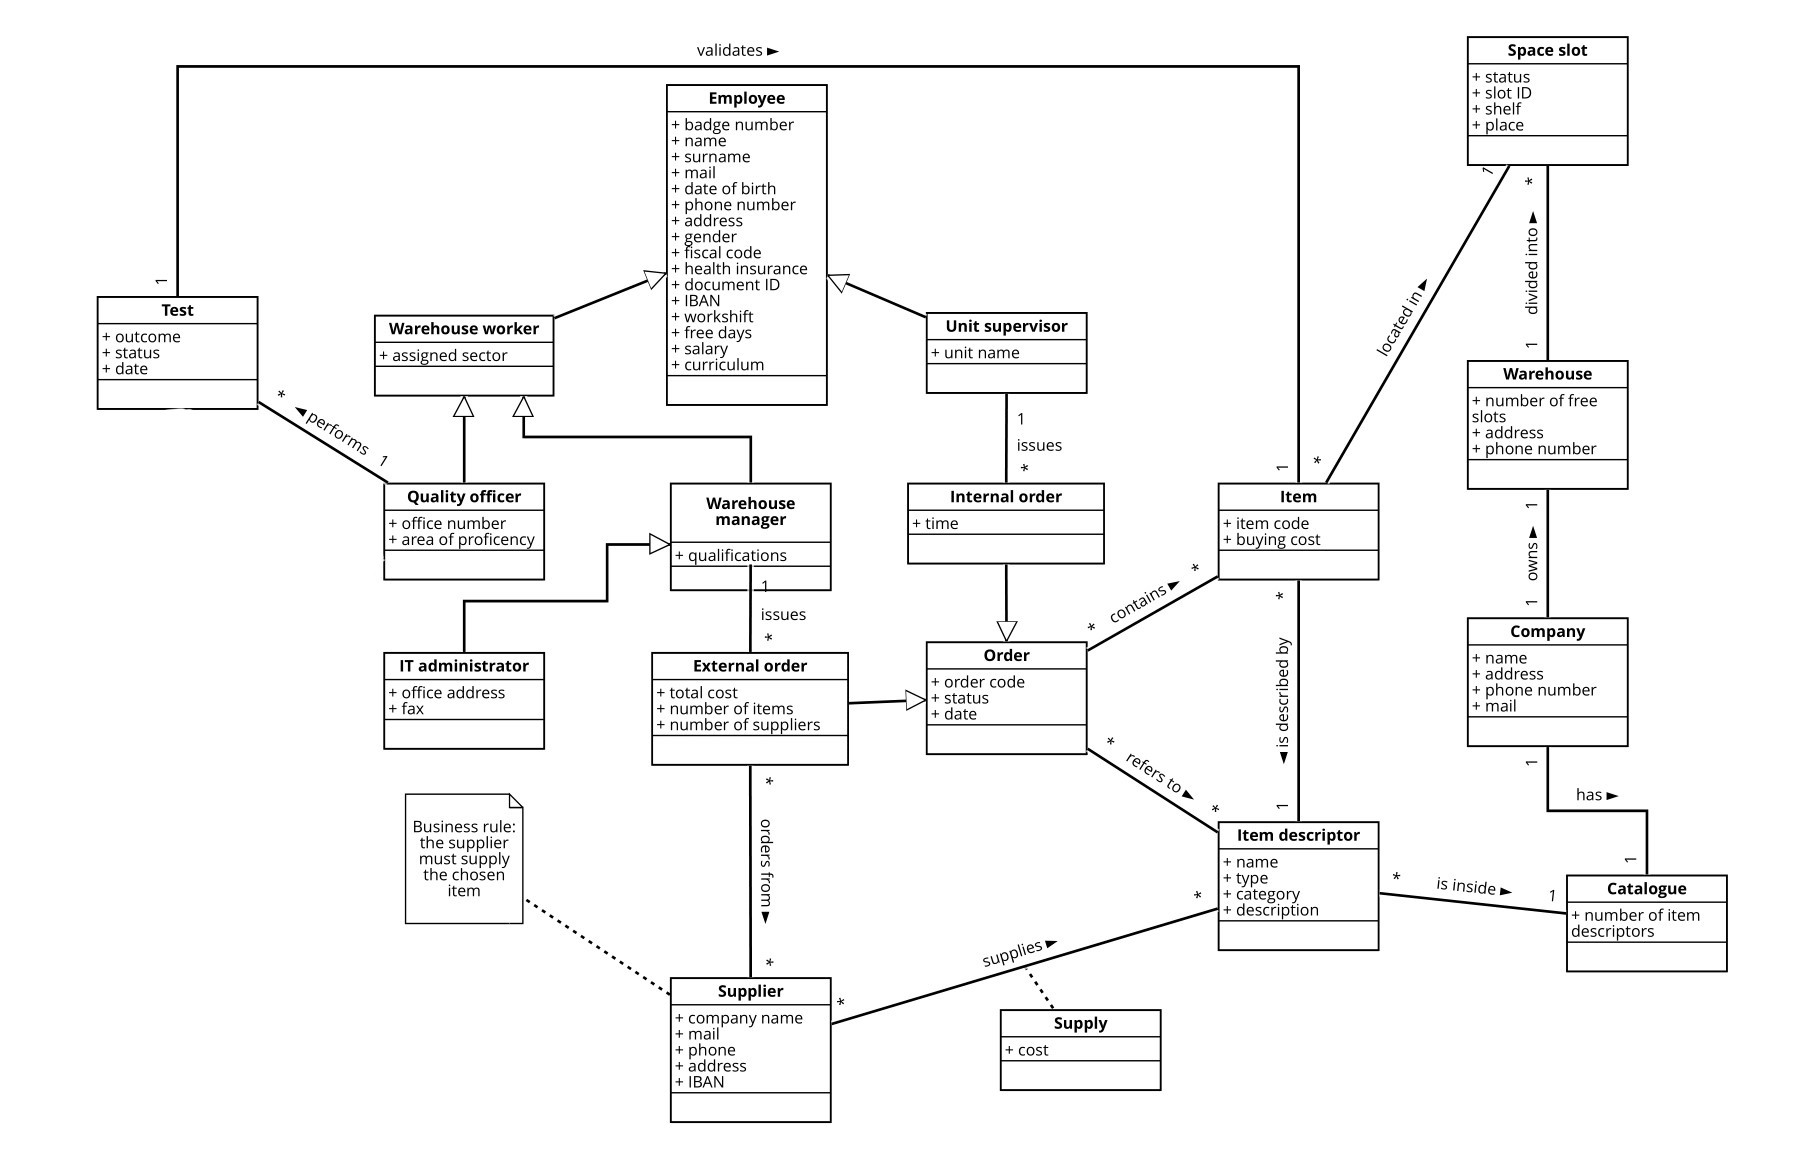 validates ►
Employee
+ badge number
+ name
+ surname
+ mail
+ date of birth
+ phone number
+ address
+ gender
+ fiscal code
+ health insurance
+ document ID
+ IBAN
+ workshift
+ free days
+ salary
+ curriculum
Space slot
+ status
+ slot ID
+ shelf
+ place
1
*
divided into ►
1
located in ►
*
1
Test
+ outcome
+ status
+ date
*
◄ performs
1
Warehouse worker
+ assigned sector
Unit supervisor
+ unit name
1
issues
*
Warehouse
+ number of free
slots
+ address
+ phone number
Quality officer
+ office number
+ area of proficency
Warehouse
manager
+ qualifications
1
issues
*
Internal order
+ time
1
Item
+ item code
+ buying cost
*
contains ►
*
*
is described by ►
1
1
owns ►
1
IT administrator
+ office address
+ fax
External order
+ total cost
+ number of items
+ number of suppliers
Order
+ order code
+ status
+ date
*
refers to ►
*
Company
+ name
+ address
+ phone number
+ mail
1
has ►
1
Business rule:
the supplier
must supply
the chosen
item
*
orders from ►
*
Item descriptor
+ name
+ type
+ category
+ description
*
is inside ►
1
Catalogue
+ number of item
descriptors
Supplier
+ company name
+ mail
+ phone
+ address
+ IBAN
*
supplies ►
*
Supply
+ cost